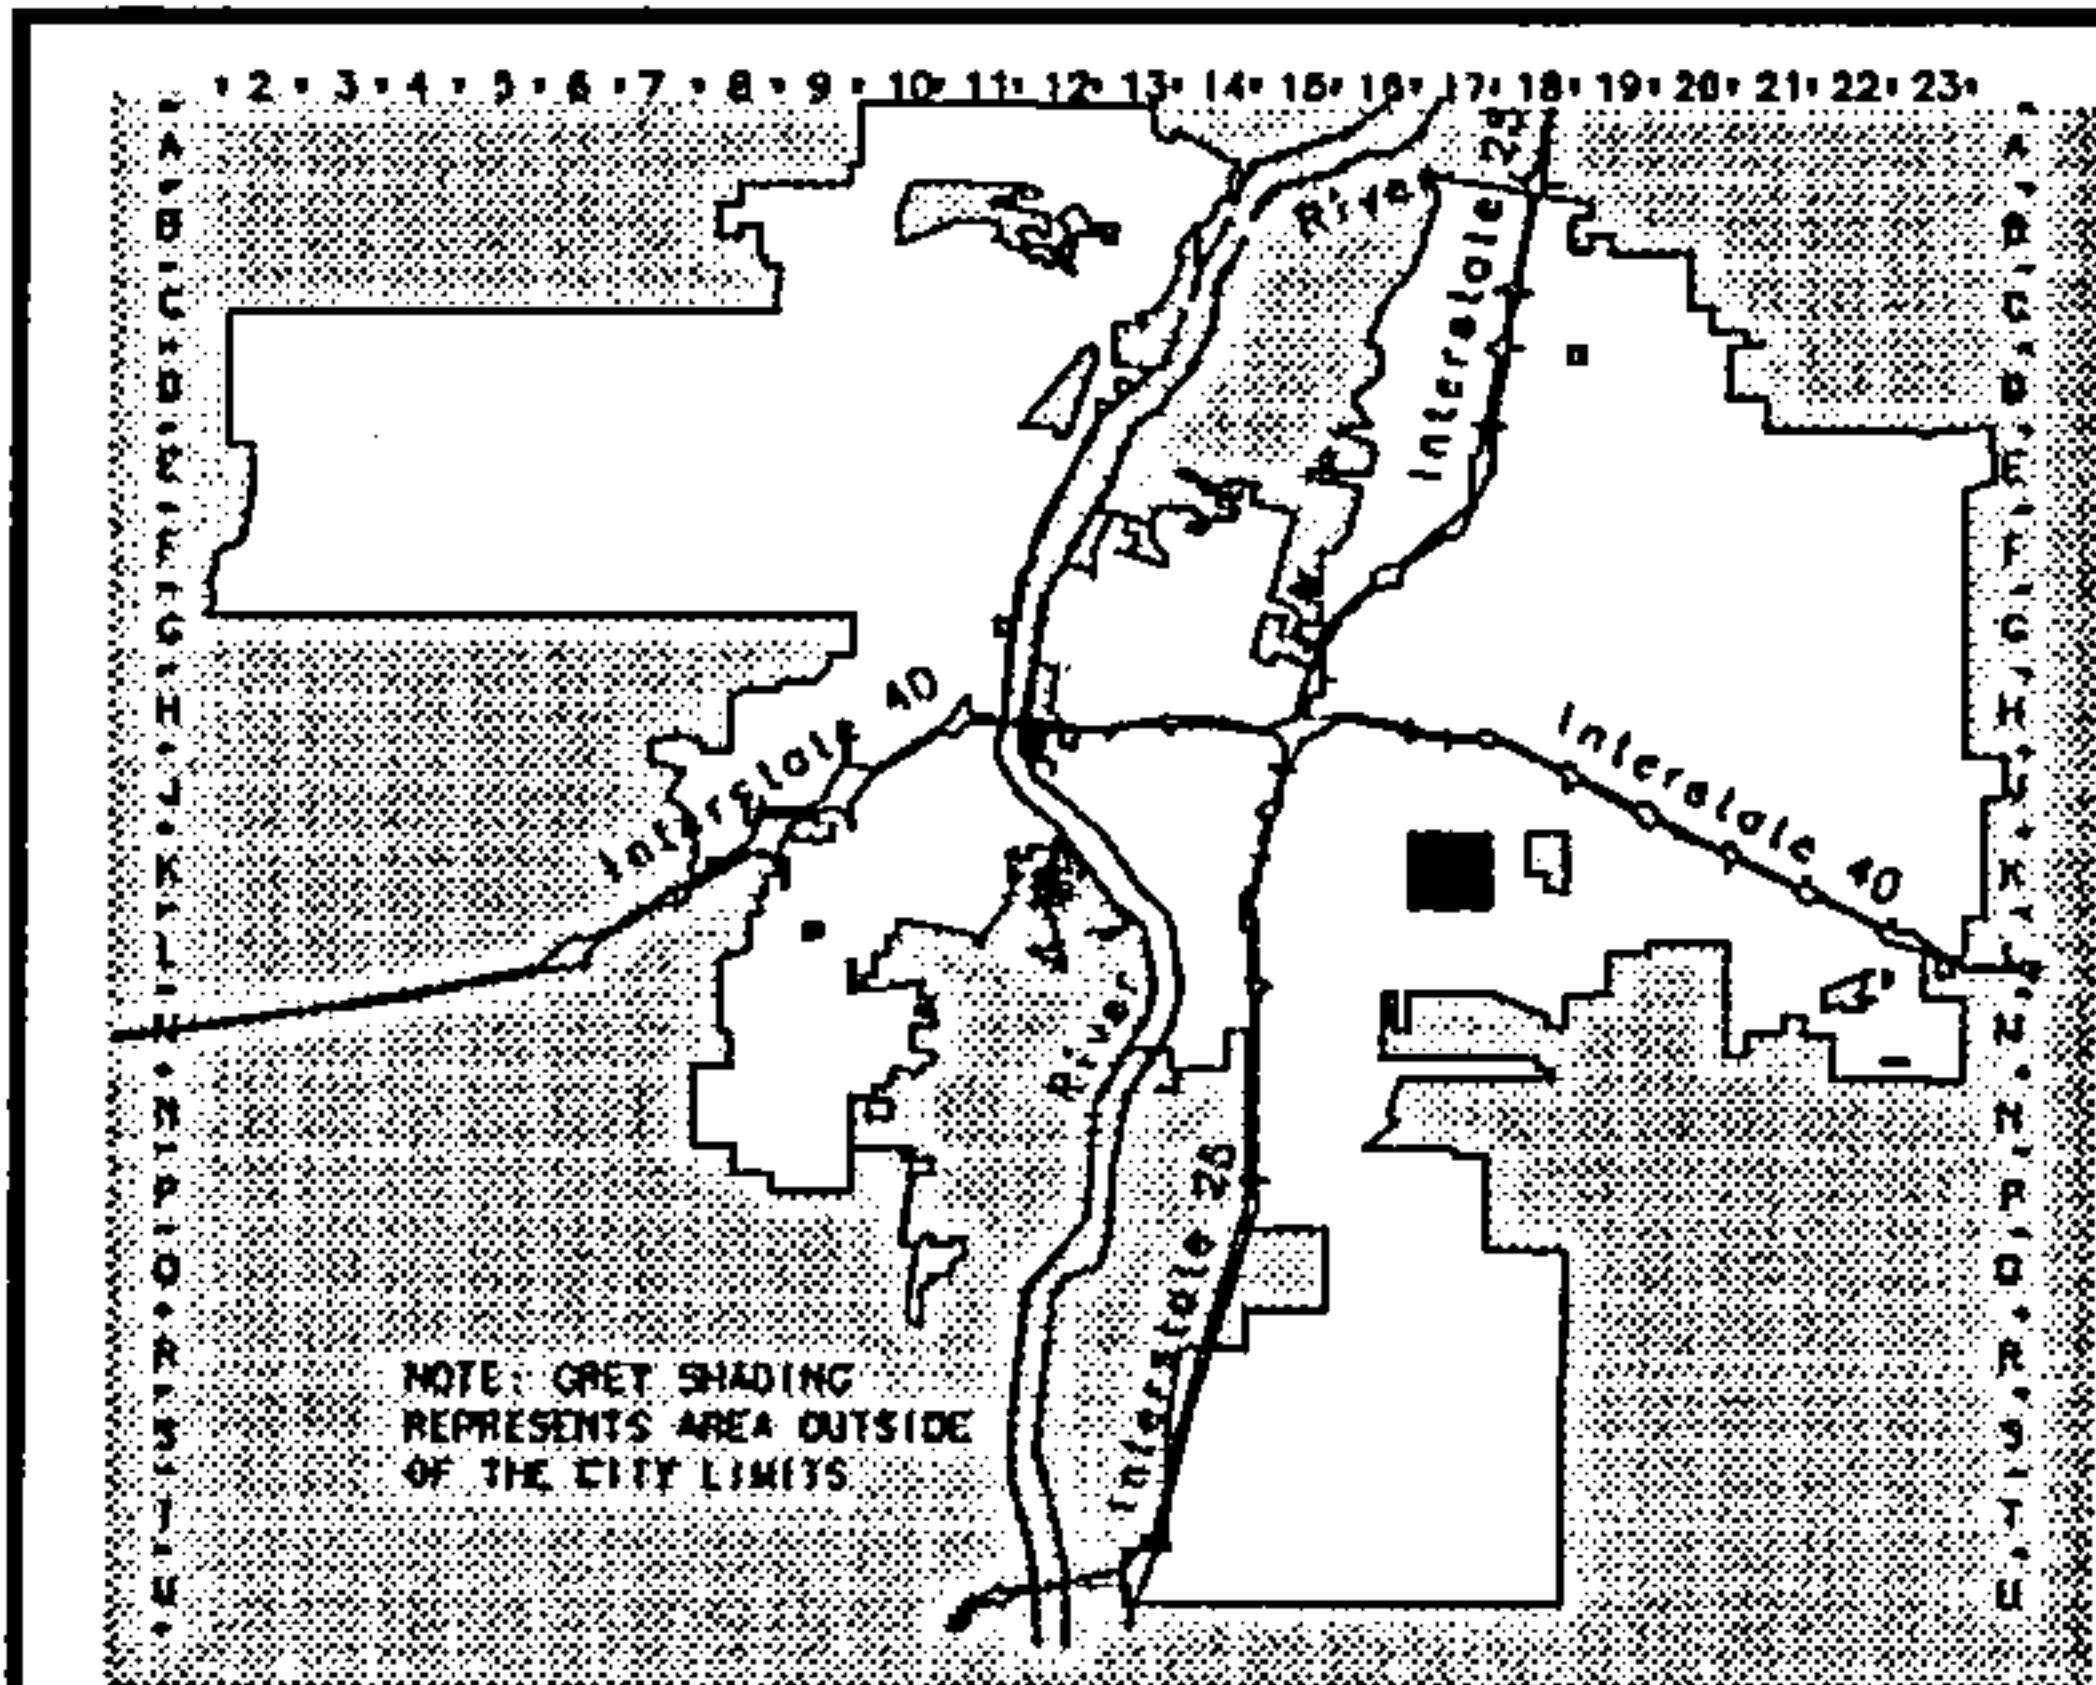 2 3 4 5 6 7 8 9 10 11 12 13 14 15 16 17 18 19 20 21 22 23
A
B
C
D
E
F
G
H
J
K
L
M
N
P
Q
R
S
T
U
River
Interstate 25
Interstate 40
Interstate 40
River
Interstate 25
NOTE: GREY SHADING
REPRESENTS AREA OUTSIDE
OF THE CITY LIMITS
A
B
C
D
E
F
G
H
J
K
L
M
N
P
Q
R
S
T
U